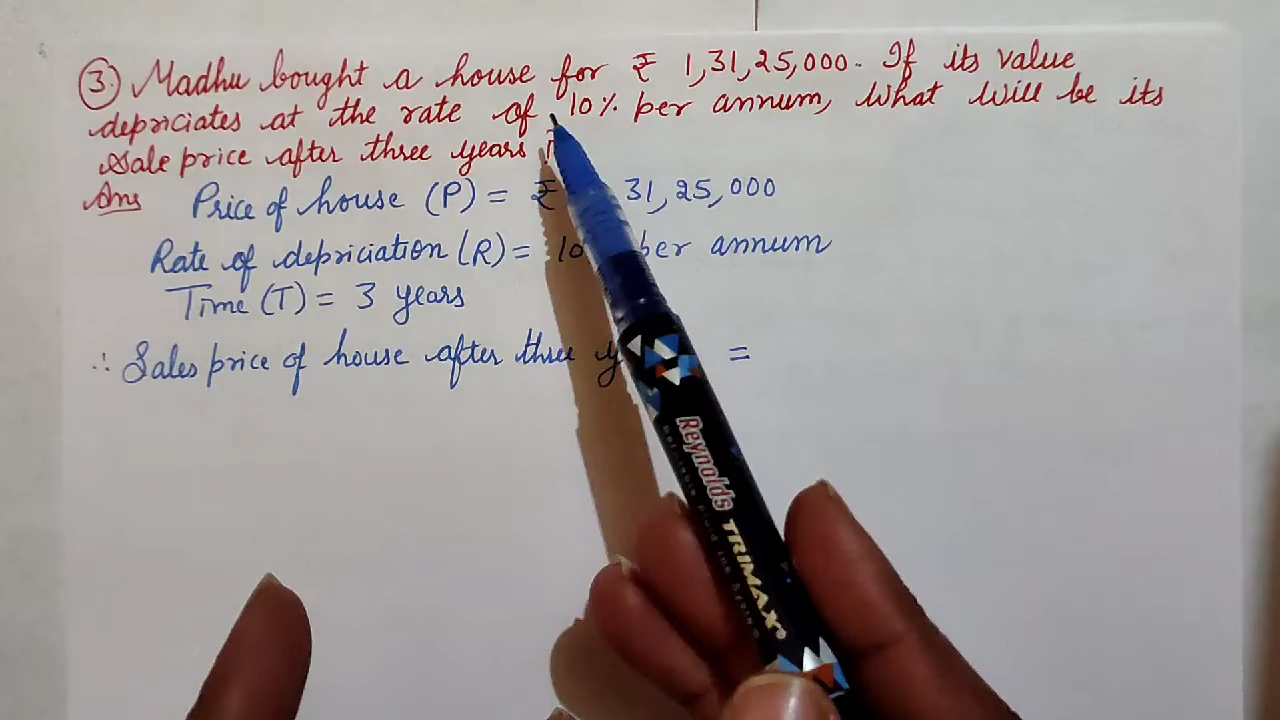 3 Madhu bought a house for ₹ 1,31,25,000. If its value
depriciates at the rate of 10% per annum, what will be its
Sale price after three years
Ans Price of house (P) = ₹ 31,25,000
Rate of depriciation (R) = 10 per annum
Time (T) = 3 years
∴ Sales price of house after three =
Reynolds TRIMAX®